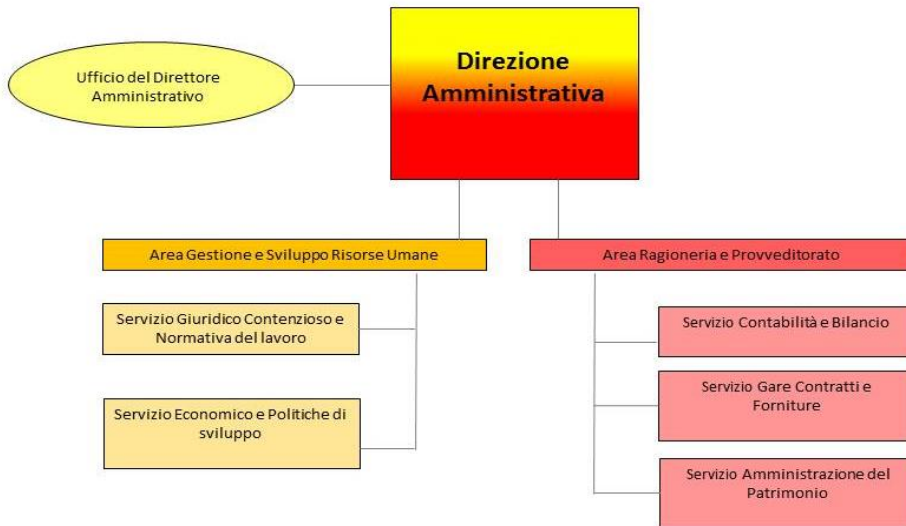 Direzione
Amministrativa
Ufficio del Direttore
Amministrativo
Area Gestione e Sviluppo Risorse Umane
Area Ragioneria e Provveditorato
Servizio Giuridico Contenzioso e
Normativa del lavoro
Servizio Economico e Politiche di
sviluppo
Servizio Contabilità e Bilancio
Servizio Gare Contratti e
Forniture
Servizio Amministrazione del
Patrimonio